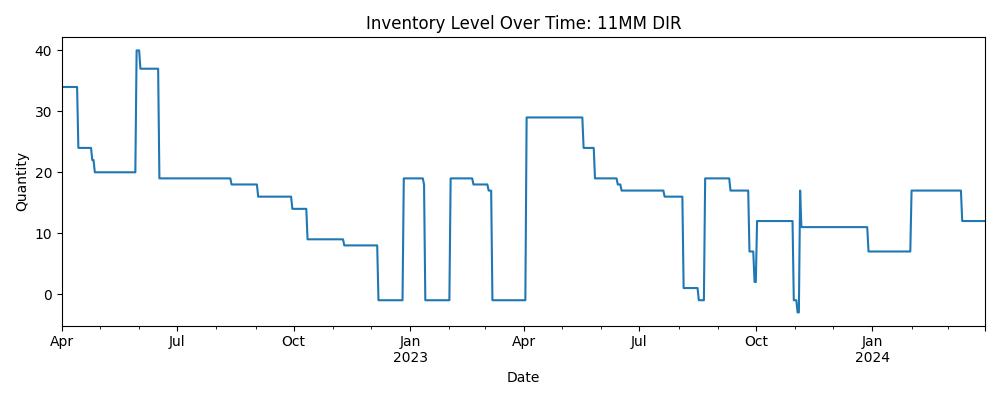 Inventory Level Over Time: 11MM DIR
Quantity
40
30
20
10
0
Apr Jul Oct Jan Apr Jul Oct Jan
2023 2024
Date